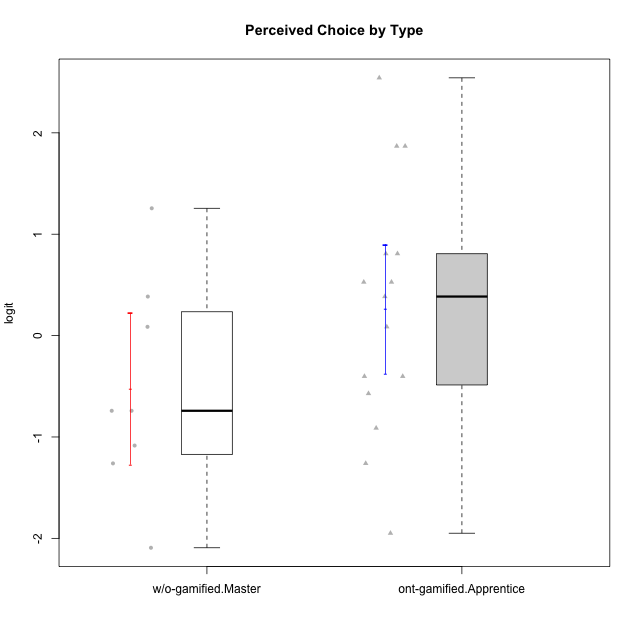 Perceived Choice by Type
logit
2
1
0
-1
-2
w/o-gamified.Master
ont-gamified.Apprentice